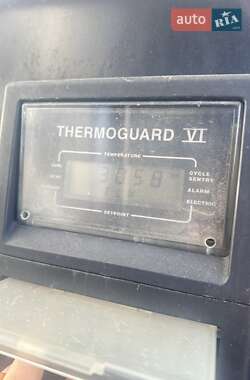 auto RIA
THERMOGUARD VI
TEMPERATURE
CYCLE
SENTRY
ALARM
ELECTRIC
SETPOINT